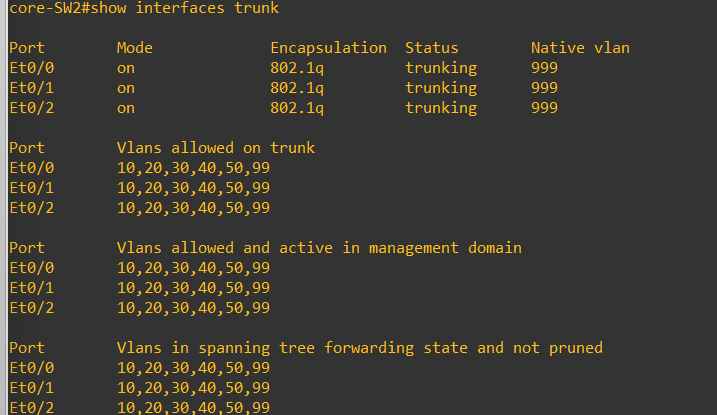 core-SW2#show interfaces trunk
Port Mode Encapsulation Status Native vlan
Et0/0 on 802.1q trunking 999
Et0/1 on 802.1q trunking 999
Et0/2 on 802.1q trunking 999
Port Vlans allowed on trunk
Et0/0 10,20,30,40,50,99
Et0/1 10,20,30,40,50,99
Et0/2 10,20,30,40,50,99
Port Vlans allowed and active in management domain
Et0/0 10,20,30,40,50,99
Et0/1 10,20,30,40,50,99
Et0/2 10,20,30,40,50,99
Port Vlans in spanning tree forwarding state and not pruned
Et0/0 10,20,30,40,50,99
Et0/1 10,20,30,40,50,99
Et0/2 10,20,30,40,50,99